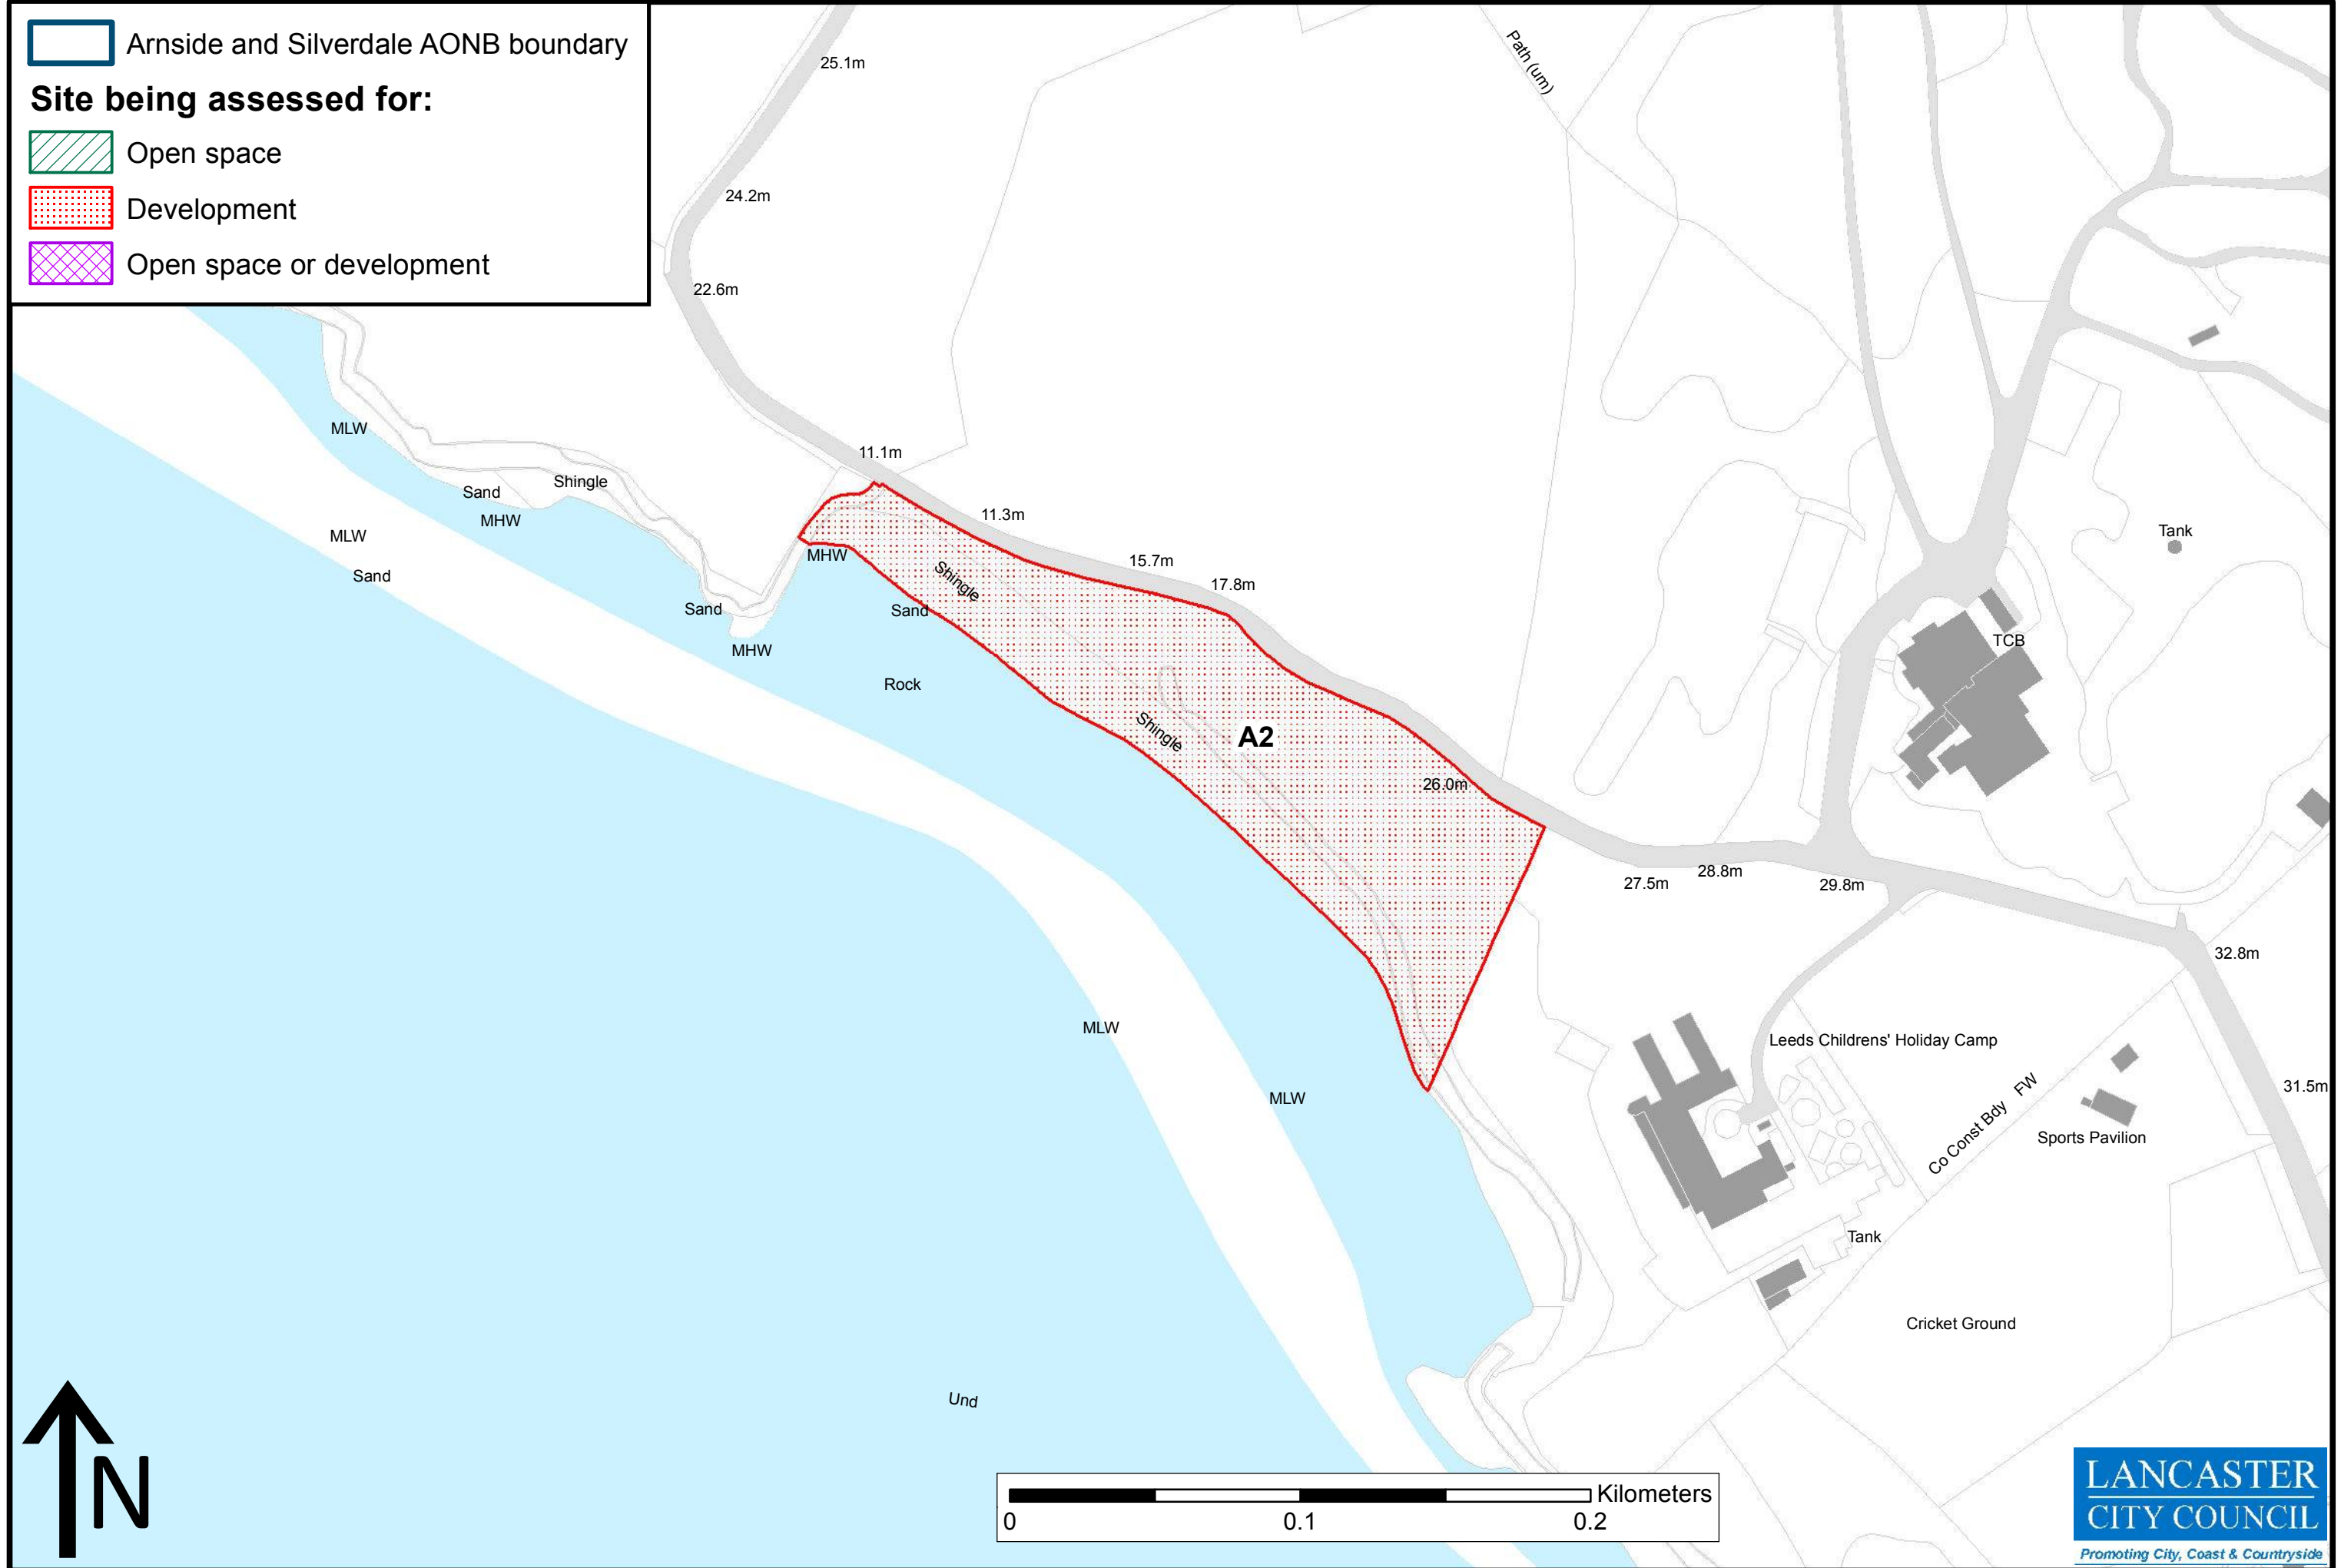 Arnside and Silverdale AONB boundary
Site being assessed for:
Open space
Development
Open space or development
25.1m
Path (um)
24.2m
22.6m
MLW
11.1m
Sand
Shingle
MHW
11.3m
MLW
Sand
MHW
15.7m
Tank
Shingle
17.8m
Sand
Sand
TCB
MHW
Rock
Shingle
A2
26.0m
27.5m
28.8m
29.8m
32.8m
MLW
Leeds Childrens' Holiday Camp
MLW
Co Const Bdy
FW
31.5m
Sports Pavilion
Tank
Cricket Ground
Und
N
Kilometers
0
0.1
0.2
LANCASTER
CITY COUNCIL
Promoting City, Coast & Countryside